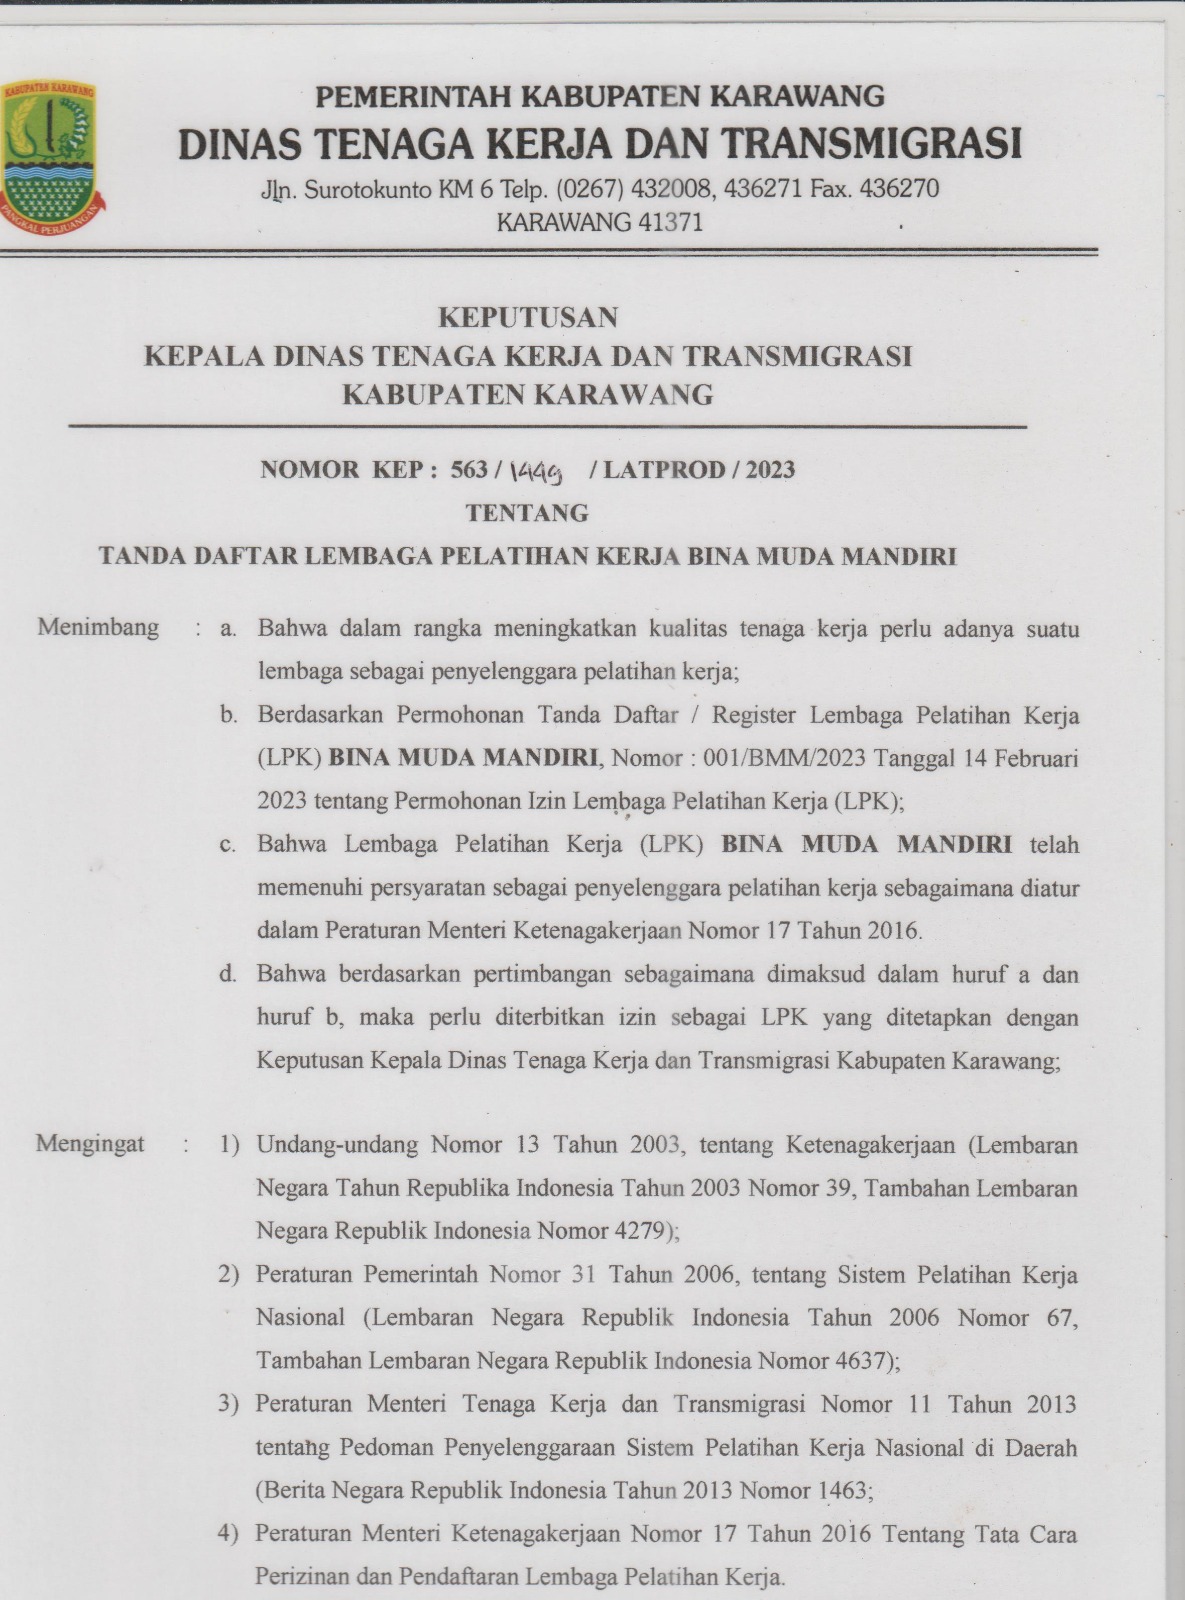 KABUPATEN KARAWANG
PANGKAL PERJUANGAN
PEMERINTAH KABUPATEN KARAWANG
DINAS TENAGA KERJA DAN TRANSMIGRASI
Jln. Surotokunto KM 6 Telp. (0267) 432008, 436271 Fax. 436270
KARAWANG 41371
KEPUTUSAN
KEPALA DINAS TENAGA KERJA DAN TRANSMIGRASI
KABUPATEN KARAWANG
NOMOR KEP : 563 / 1449 / LATPROD / 2023
TENTANG
TANDA DAFTAR LEMBAGA PELATIHAN KERJA BINA MUDA MANDIRI
Menimbang : a. Bahwa dalam rangka meningkatkan kualitas tenaga kerja perlu adanya suatu
lembaga sebagai penyelenggara pelatihan kerja;
b. Berdasarkan Permohonan Tanda Daftar / Register Lembaga Pelatihan Kerja
(LPK) BINA MUDA MANDIRI, Nomor : 001/BMM/2023 Tanggal 14 Februari
2023 tentang Permohonan Izin Lembaga Pelatihan Kerja (LPK);
c. Bahwa Lembaga Pelatihan Kerja (LPK) BINA MUDA MANDIRI telah
memenuhi persyaratan sebagai penyelenggara pelatihan kerja sebagaimana diatur
dalam Peraturan Menteri Ketenagakerjaan Nomor 17 Tahun 2016.
d. Bahwa berdasarkan pertimbangan sebagaimana dimaksud dalam huruf a dan
huruf b, maka perlu diterbitkan izin sebagai LPK yang ditetapkan dengan
Keputusan Kepala Dinas Tenaga Kerja dan Transmigrasi Kabupaten Karawang;
Mengingat : 1) Undang-undang Nomor 13 Tahun 2003, tentang Ketenagakerjaan (Lembaran
Negara Tahun Republika Indonesia Tahun 2003 Nomor 39, Tambahan Lembaran
Negara Republik Indonesia Nomor 4279);
2) Peraturan Pemerintah Nomor 31 Tahun 2006, tentang Sistem Pelatihan Kerja
Nasional (Lembaran Negara Republik Indonesia Tahun 2006 Nomor 67,
Tambahan Lembaran Negara Republik Indonesia Nomor 4637);
3) Peraturan Menteri Tenaga Kerja dan Transmigrasi Nomor 11 Tahun 2013
tentang Pedoman Penyelenggaraan Sistem Pelatihan Kerja Nasional di Daerah
(Berita Negara Republik Indonesia Tahun 2013 Nomor 1463;
4) Peraturan Menteri Ketenagakerjaan Nomor 17 Tahun 2016 Tentang Tata Cara
Perizinan dan Pendaftaran Lembaga Pelatihan Kerja.